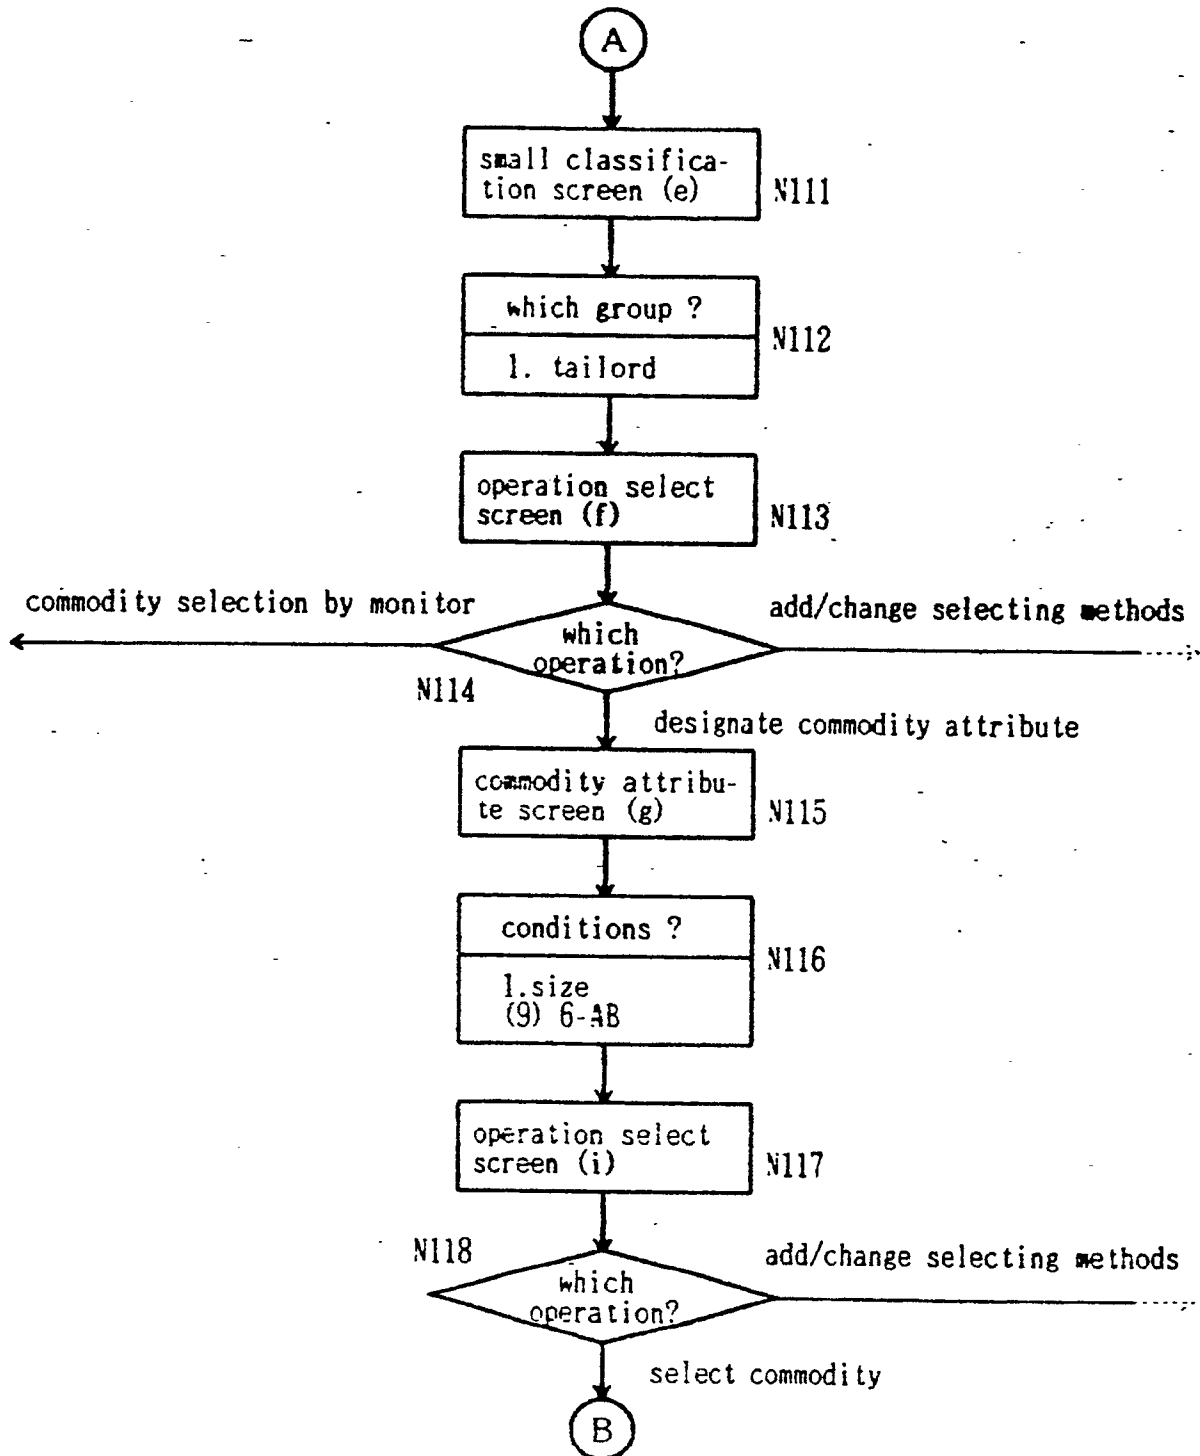 A
small classifica-
tion screen (e)
N111
which group ?
N112
1. tailord
operation select
screen (f)
N113
commodity selection by monitor
add/change selecting methods
which
operation?
N114
designate commodity attribute
commodity attribu-
te screen (g)
N115
conditions ?
N116
1.size
(9) 6-AB
operation select
screen (i)
N117
N118
add/change selecting methods
which
operation?
select commodity
B